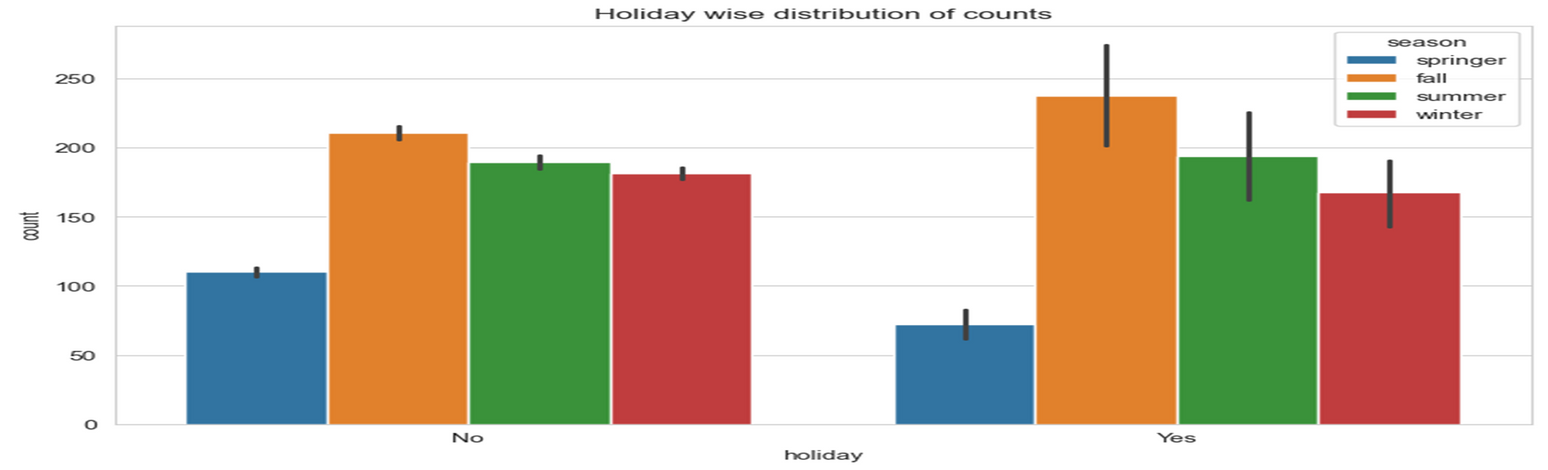 Holiday wise distribution of counts
season
springer
fall
summer
winter
250
200
150
100
50
0
count
No
Yes
holiday